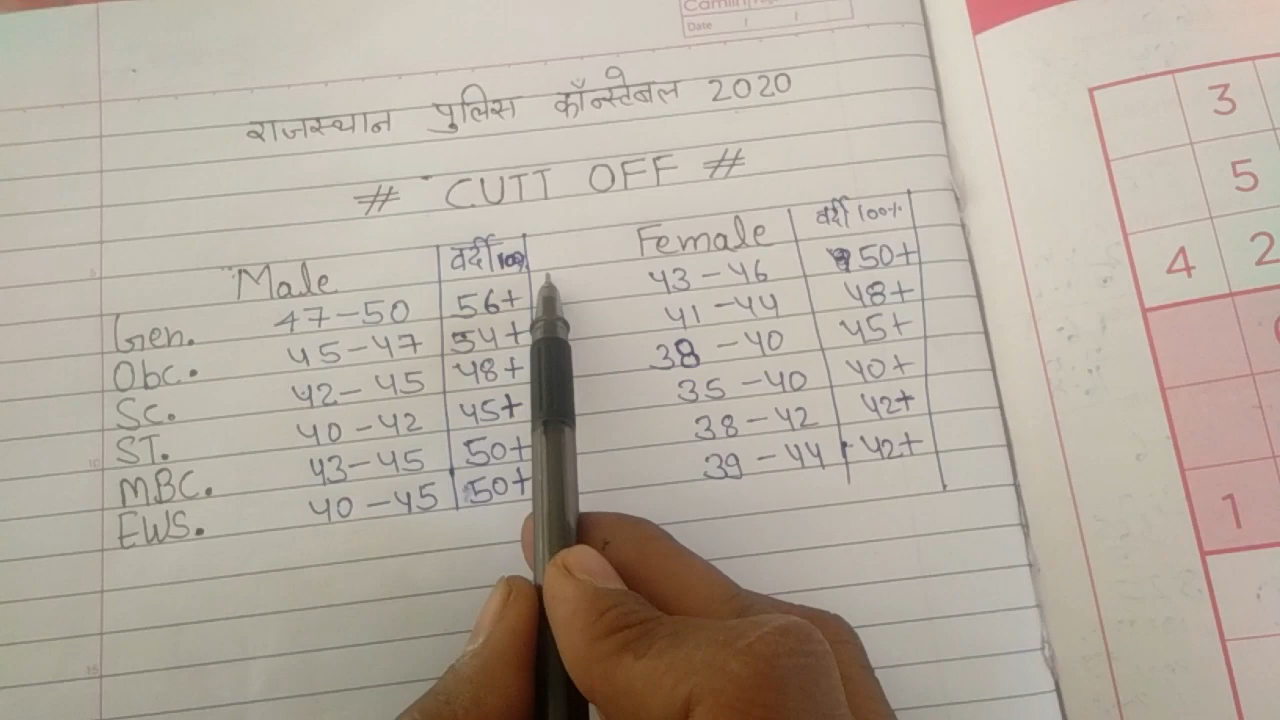 Camlin
Date / /
राजस्थान पुलिस कॉन्स्टेबल 2020
# CUTT OFF #
Male वर्दी 100% Female वर्दी 100%
Gen. 47-50 56+ 43-46 50+
Obc. 45-47 54+ 41-44 48+
Sc. 42-45 48+ 38-40 45+
ST. 40-42 45+ 35-40 40+
MBC. 43-45 50+ 38-42 42+
EWS. 40-45 50+ 39-44 42+
3
5
4 2
1